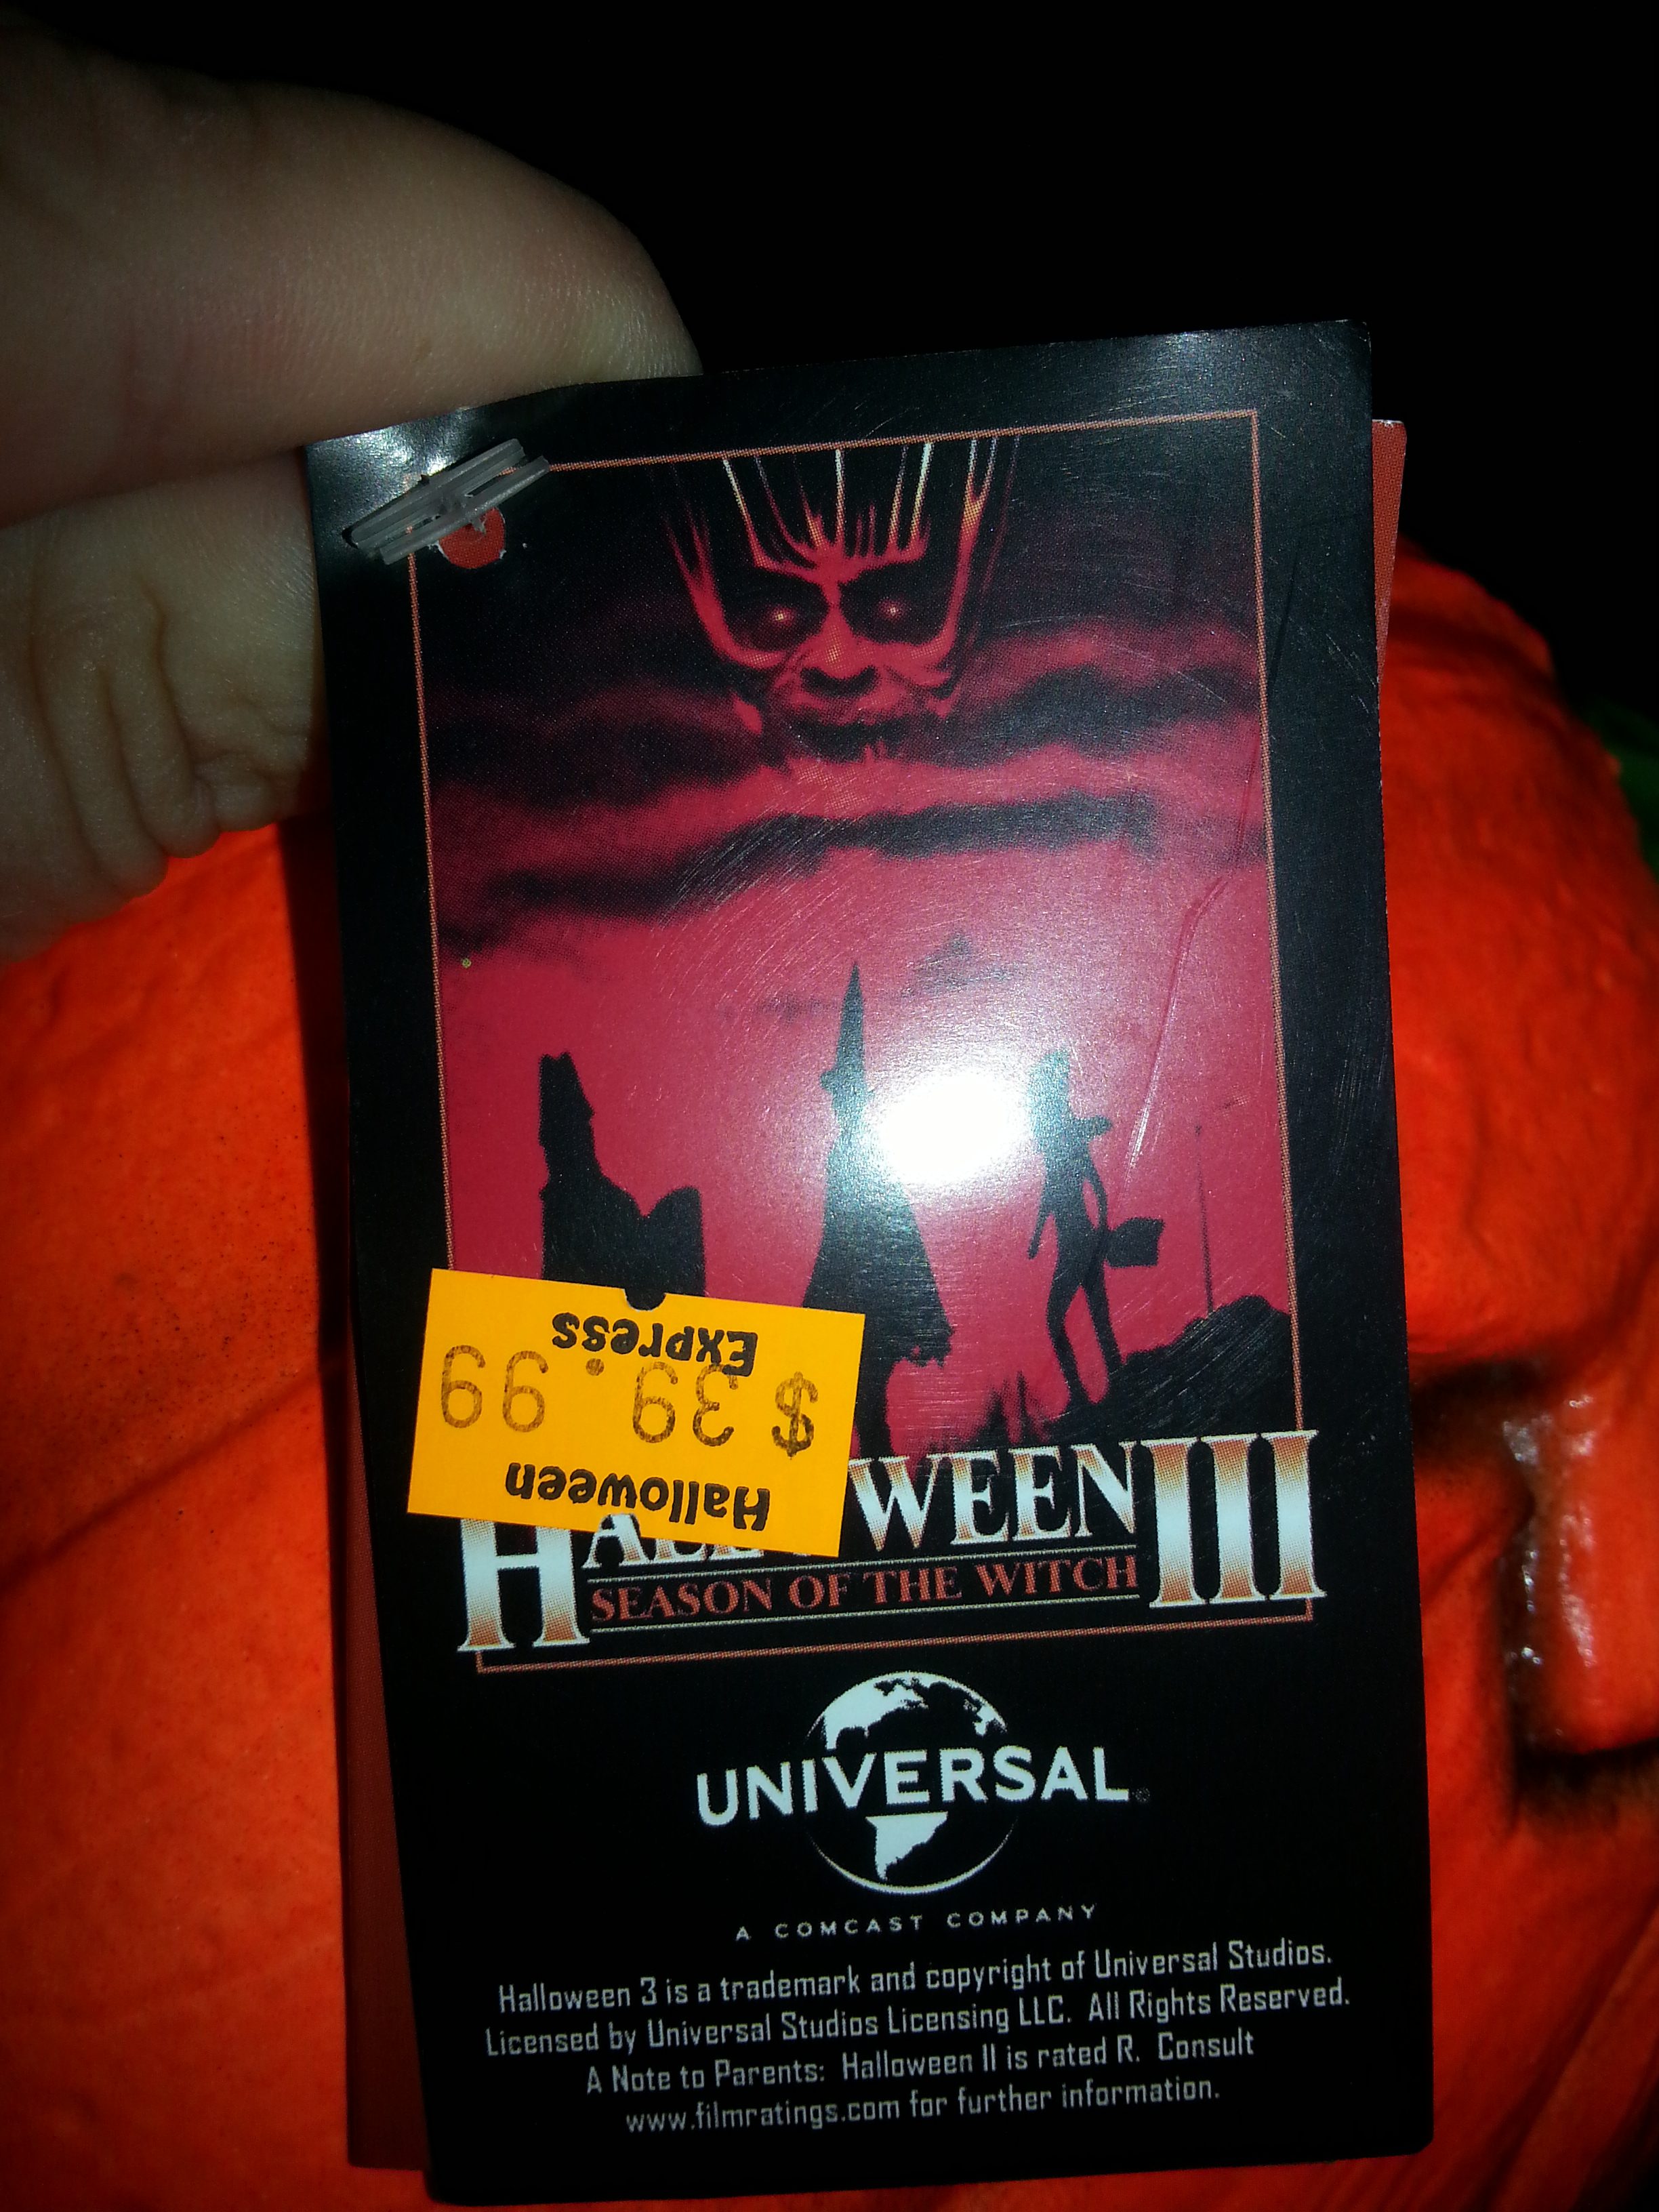 Halloween
$ 39.99
Express
HALL WEEN III
SEASON OF THE WITCH
UNIVERSAL
A COMCAST COMPANY
Halloween 3 is a trademark and copyright of Universal Studios.
Licensed by Universal Studios Licensing LLC. All Rights Reserved.
A Note to Parents: Halloween II is rated R. Consult
www.filmratings.com for further information.